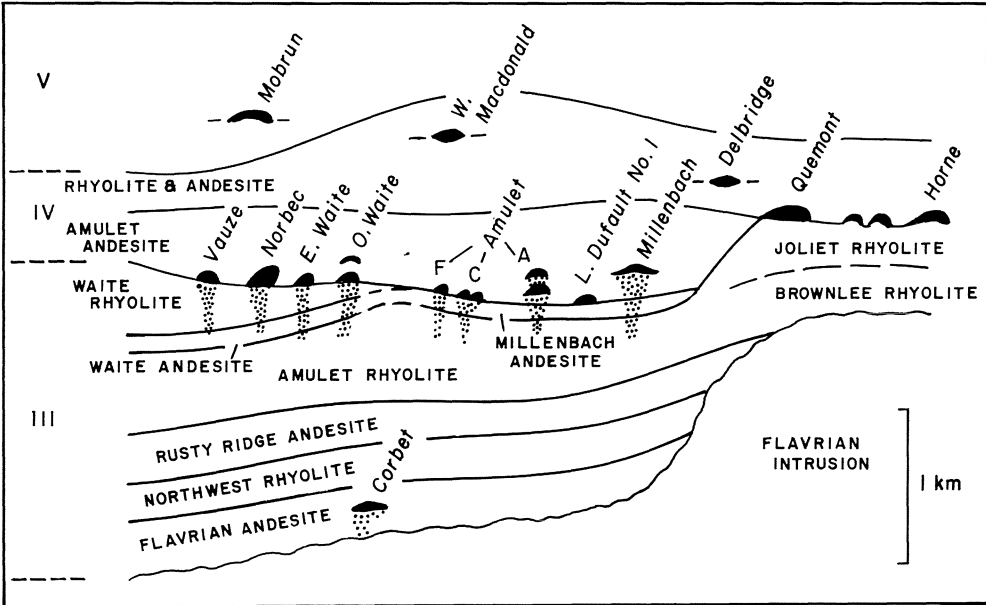 V
Mobrun
W.
Macdonald
Delbridge
Quemont
Horne
RHYOLITE & ANDESITE
IV
AMULET
ANDESITE
Vauze
Norbec
E. Waite
O. Waite
Amulet
F
C
A
L. Dufault No. 1
Millenbach
JOLIET RHYOLITE
BROWNLEE RHYOLITE
WAITE
RHYOLITE
WAITE ANDESITE
MILLENBACH
ANDESITE
AMULET RHYOLITE
III
RUSTY RIDGE ANDESITE
NORTHWEST RHYOLITE
Corbet
FLAVRIAN ANDESITE
FLAVRIAN
INTRUSION
1 km